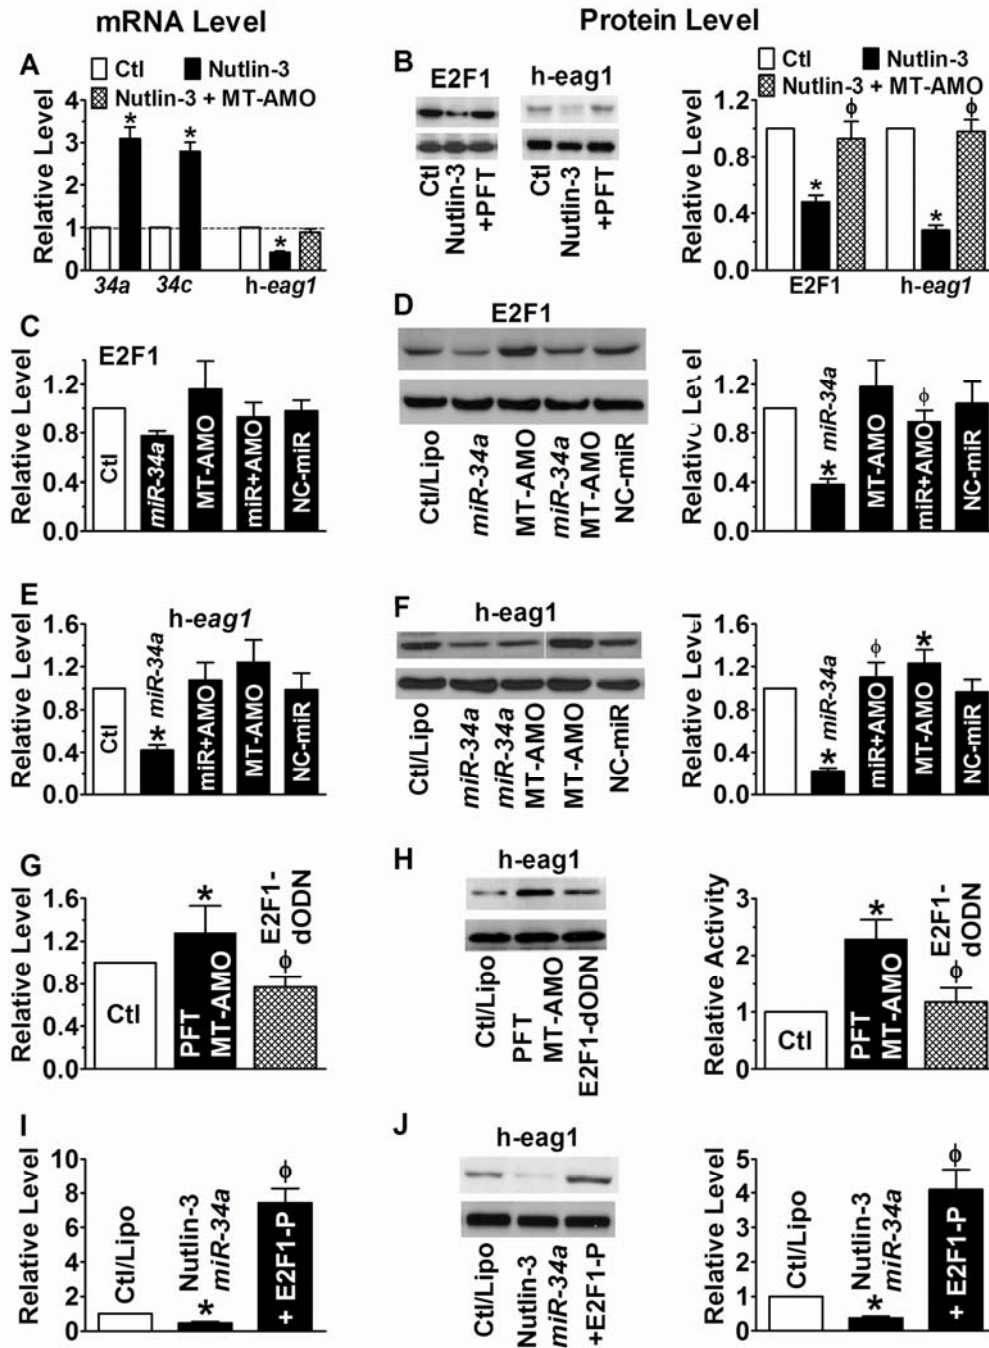 mRNA Level
Protein Level
A
Ctl
Nutlin-3
Nutlin-3 + MT-AMO
Relative Level
4
3
2
1
0
*
*
*
34a
34c
h-eag1
B
E2F1
h-eag1
Ctl
Nutlin-3
+PFT
Ctl
Nutlin-3
+PFT
Ctl
Nutlin-3
Nutlin-3 + MT-AMO
Relative Level
1.2
0.8
0.4
0.0
*
ϕ
*
ϕ
E2F1
h-eag1
C
E2F1
Relative Level
1.2
0.8
0.4
0.0
Ctl
miR-34a
MT-AMO
miR+AMO
NC-miR
D
E2F1
Ctl/Lipo
miR-34a
MT-AMO
miR-34a
MT-AMO
NC-miR
Relative Level
1.2
0.8
0.4
0.0
* miR-34a
MT-AMO
ϕ
miR+AMO
NC-miR
E
h-eag1
Relative Level
1.6
1.2
0.8
0.4
0.0
Ctl
* miR-34a
miR+AMO
MT-AMO
NC-miR
F
h-eag1
Ctl/Lipo
miR-34a
miR-34a
MT-AMO
MT-AMO
NC-miR
Relative Level
1.6
1.2
0.8
0.4
0.0
* miR-34a
ϕ
miR+AMO
*
MT-AMO
NC-miR
G
Relative Level
1.6
1.2
0.8
0.4
0.0
Ctl
*
PFT
MT-AMO
E2F1-
dODN
ϕ
H
h-eag1
Ctl/Lipo
PFT
MT-AMO
E2F1-dODN
Relative Activity
3
2
1
0
Ctl
*
PFT
MT-AMO
E2F1-
dODN
ϕ
I
Relative Level
10
8
6
4
2
0
Ctl/Lipo
Nutlin-3
miR-34a
*
ϕ
+ E2F1-P
J
h-eag1
Ctl/Lipo
Nutlin-3
miR-34a
+E2F1-P
Relative Level
5
4
3
2
1
0
Ctl/Lipo
Nutlin-3
miR-34a
*
ϕ
+ E2F1-P